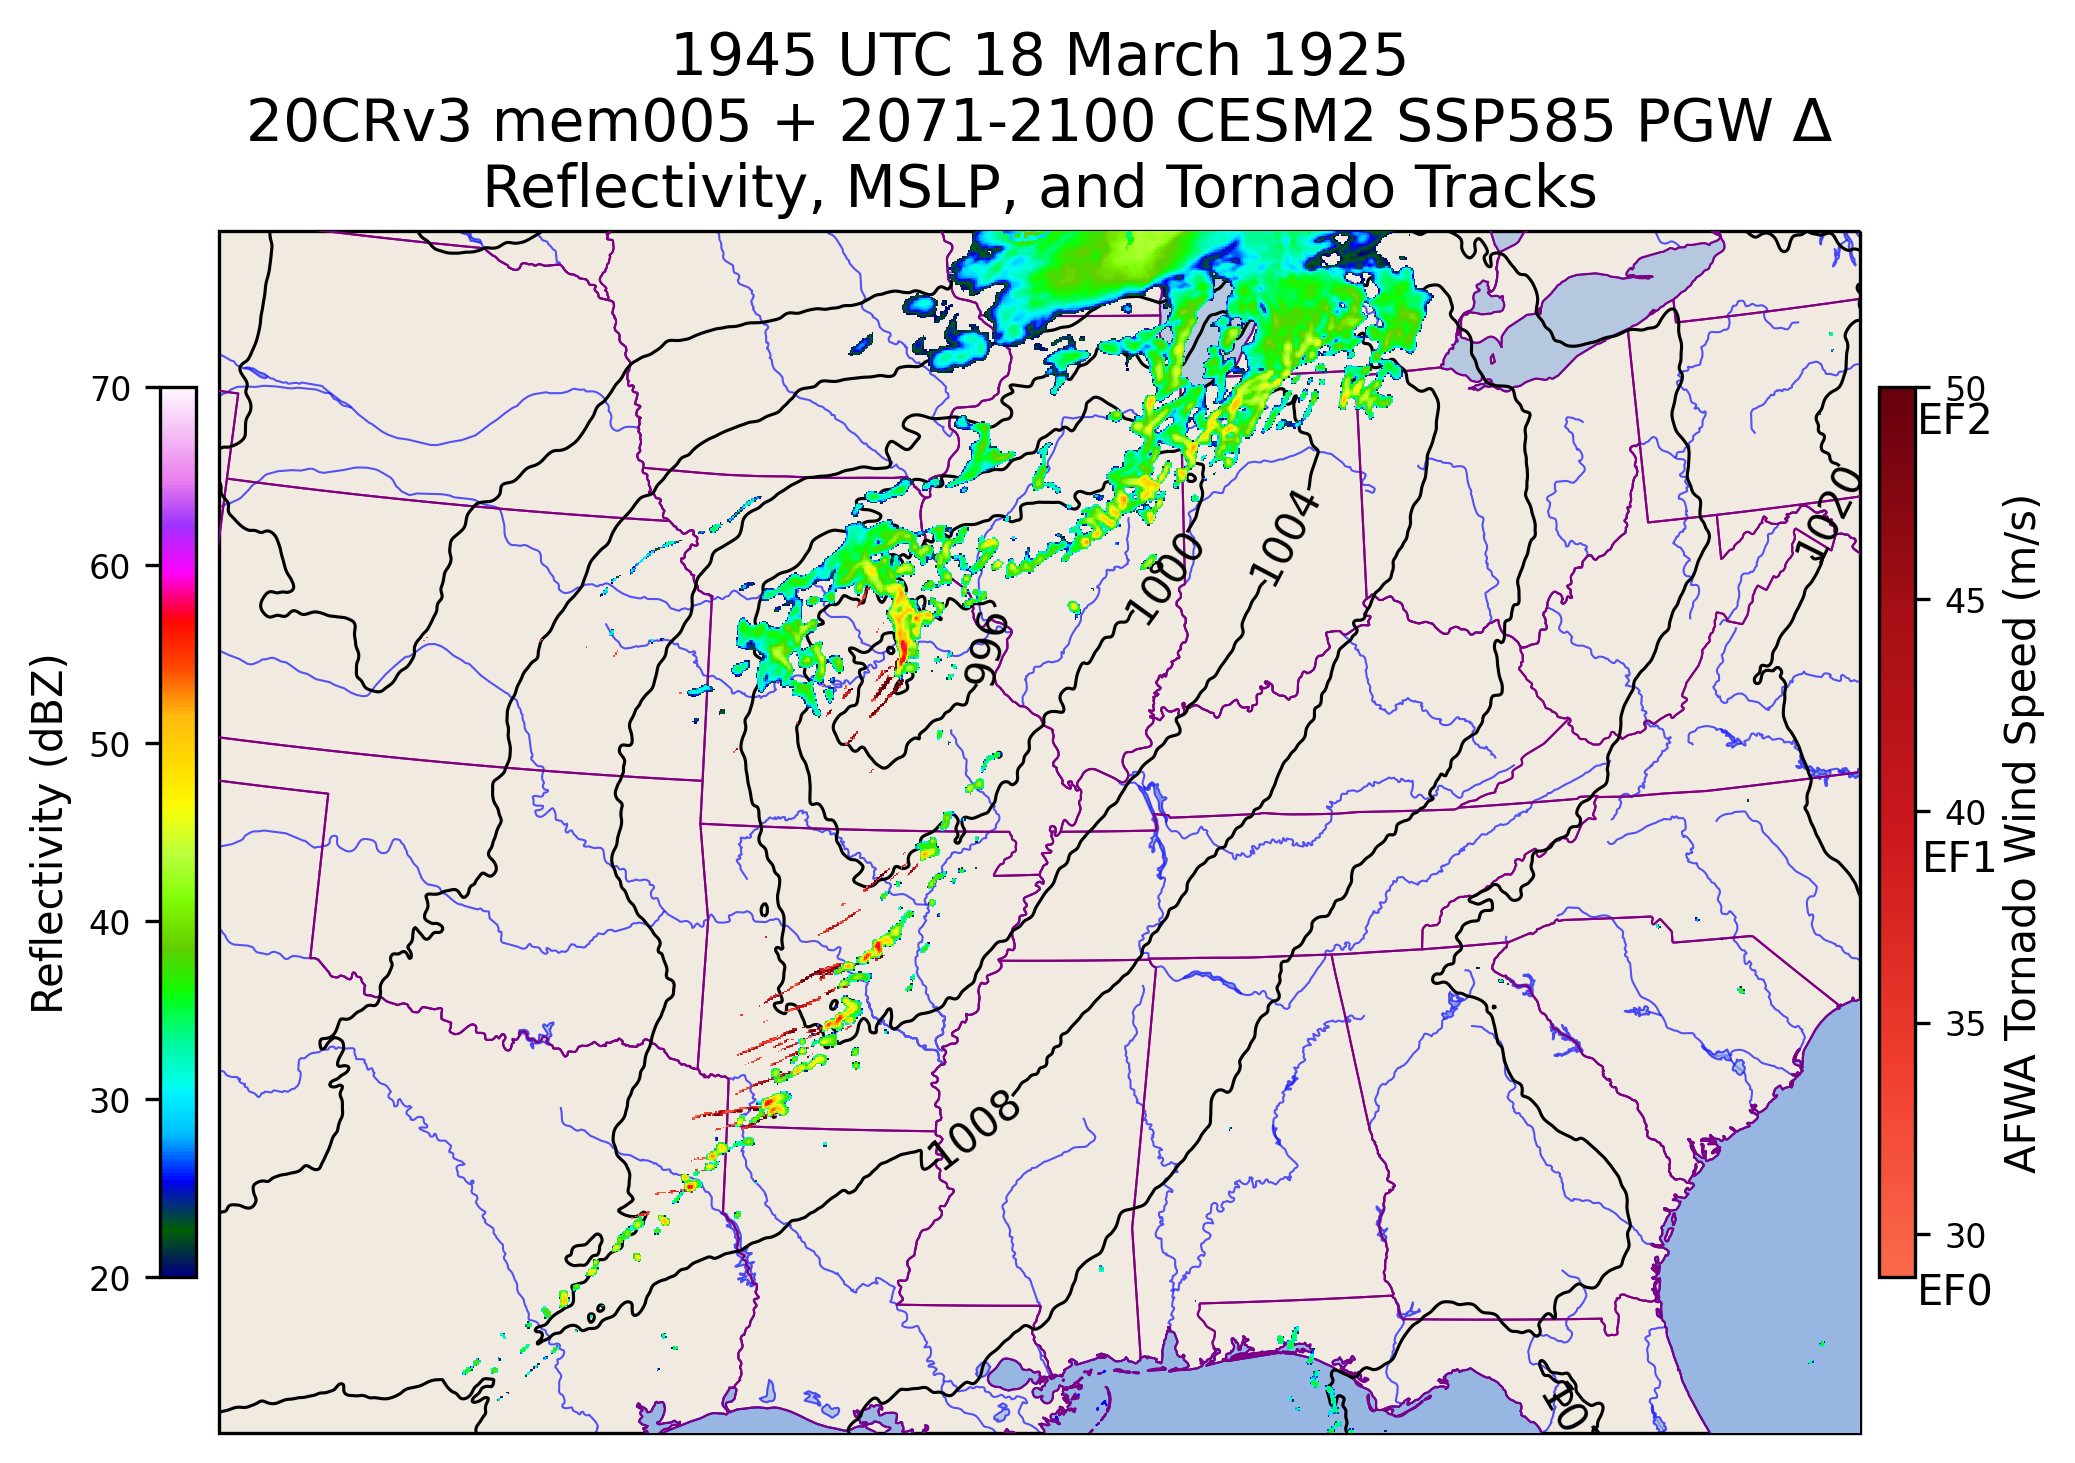 1945 UTC 18 March 1925
20CRv3 mem005 + 2071-2100 CESM2 SSP585 PGW Δ
Reflectivity, MSLP, and Tornado Tracks
70
60
50
40
30
20
Reflectivity (dBZ)
1020
1004
1000
996
1008
50
EF2
45
40
EF1
35
30
EF0
AFWA Tornado Wind Speed (m/s)